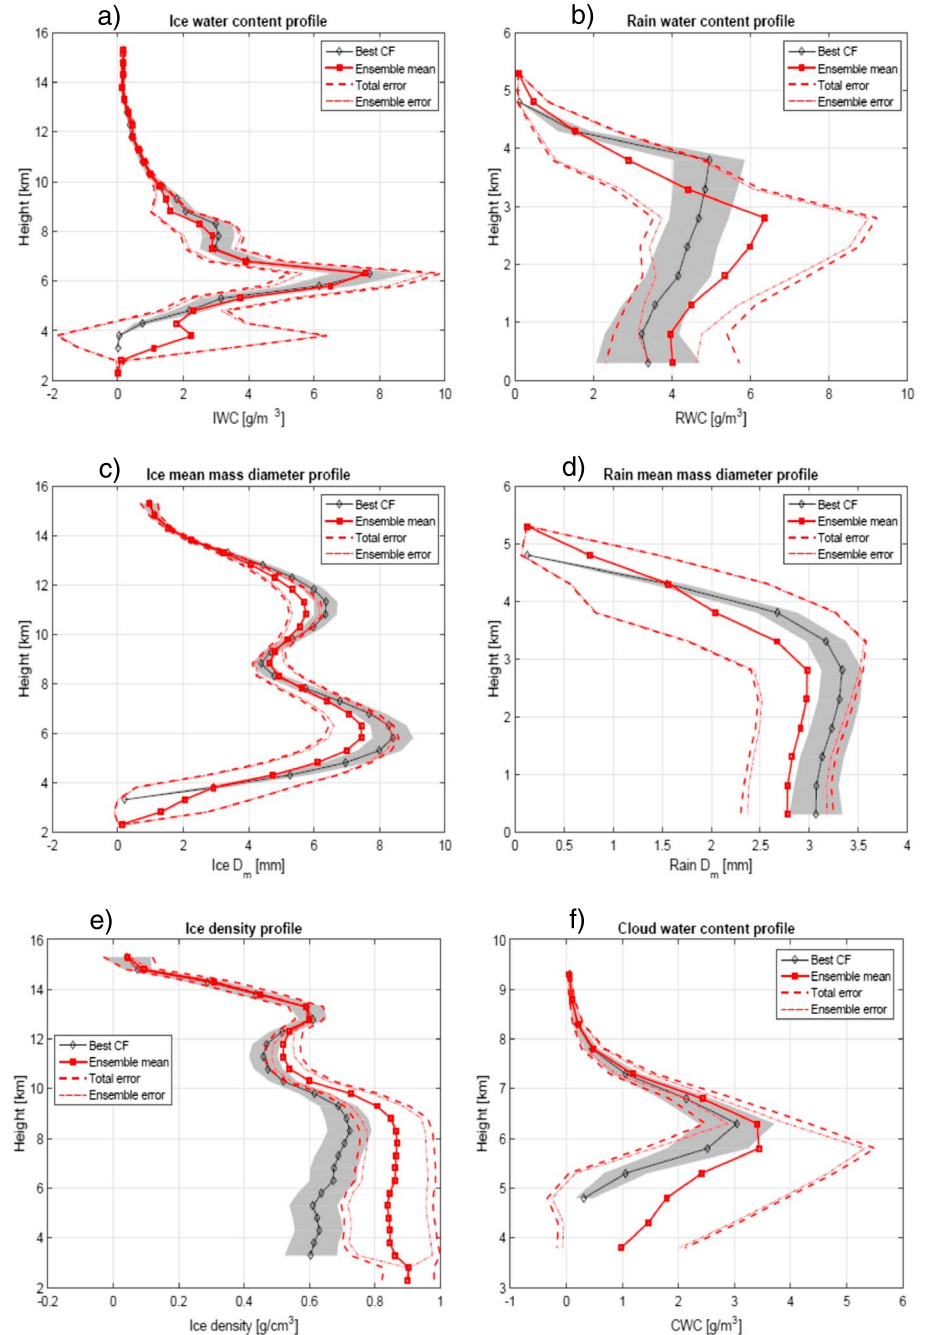 a)
Ice water content profile
16
14
12
10
8
6
4
2
-2
0
2
4
6
8
10
Height [km]
IWC [g/m 3]
Best CF
Ensemble mean
Total error
Ensemble error
b)
Rain water content profile
6
5
4
3
2
1
0
0
2
4
6
8
10
Height [km]
RWC [g/m3]
Best CF
Ensemble mean
Total error
Ensemble error
c)
Ice mean mass diameter profile
16
14
12
10
8
6
4
2
-2
0
2
4
6
8
10
Height [km]
Ice Dm [mm]
Best CF
Ensemble mean
Total error
Ensemble error
d)
Rain mean mass diameter profile
6
5
4
3
2
1
0
0
0.5
1
1.5
2
2.5
3
3.5
4
Height [km]
Rain Dm [mm]
Best CF
Ensemble mean
Total error
Ensemble error
e)
Ice density profile
16
14
12
10
8
6
4
2
-0.2
0
0.2
0.4
0.6
0.8
1
Height [km]
Ice density [g/cm3]
Best CF
Ensemble mean
Total error
Ensemble error
f)
Cloud water content profile
10
9
8
7
6
5
4
3
-1
0
1
2
3
4
5
6
Height [km]
CWC [g/m3]
Best CF
Ensemble mean
Total error
Ensemble error